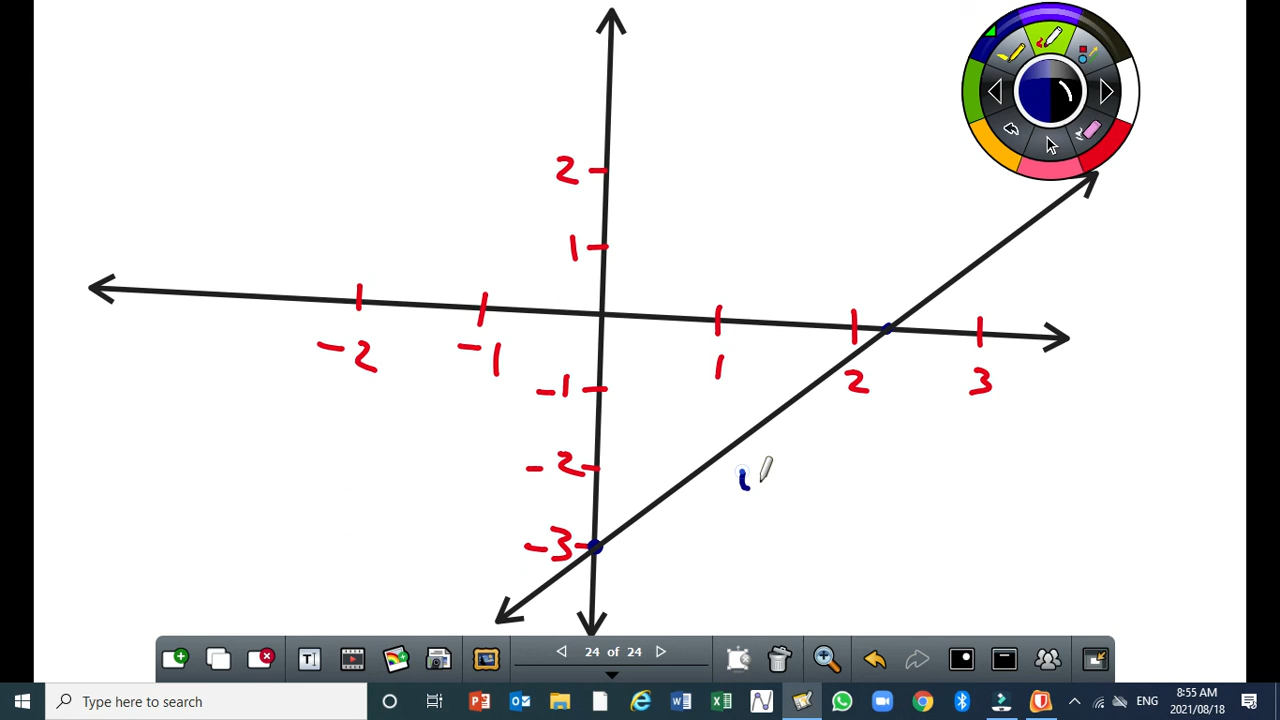 2
1
-2
-1
1
2
3
-1
-2
-3
24 of 24
Type here to search
ENG
8:55 AM
2021/08/18